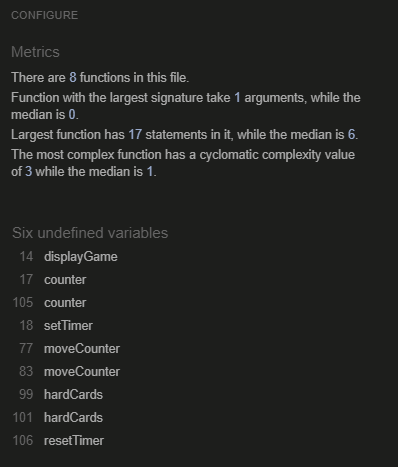 CONFIGURE
Metrics
There are 8 functions in this file.
Function with the largest signature take 1 arguments, while the
median is 0.
Largest function has 17 statements in it, while the median is 6.
The most complex function has a cyclomatic complexity value
of 3 while the median is 1.
Six undefined variables
14 displayGame
17 counter
105 counter
18 setTimer
77 moveCounter
83 moveCounter
99 hardCards
101 hardCards
106 resetTimer